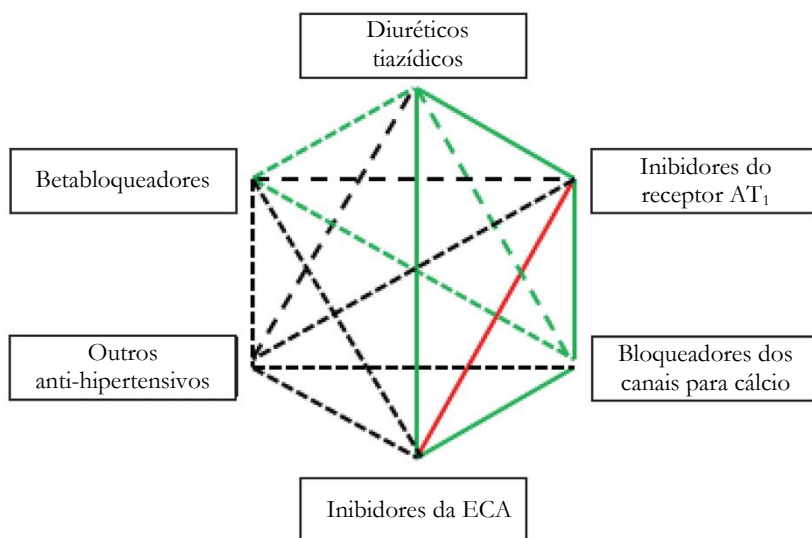 Diuréticos
tiazídicos
Betabloqueadores
Inibidores do
receptor AT₁
Outros
anti-hipertensivos
Bloqueadores dos
canais para cálcio
Inibidores da ECA